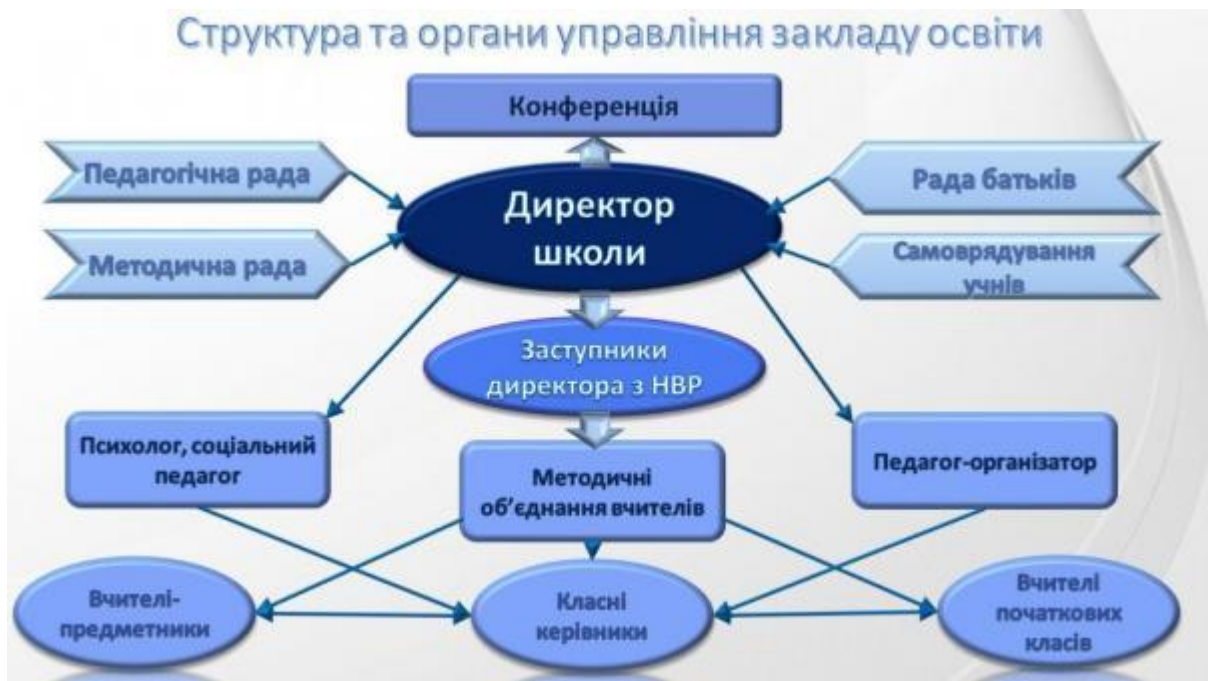 Структура та органи управління закладу освіти
Конференція
Педагогічна рада
Рада батьків
Директор
школи
Методична рада
Самоврядування
учнів
Заступники
директора з НВР
Психолог, соціальний
педагог
Методичні
об’єднання вчителів
Педагог-організатор
Вчителі-
предметники
Класні
керівники
Вчителі
початкових
класів